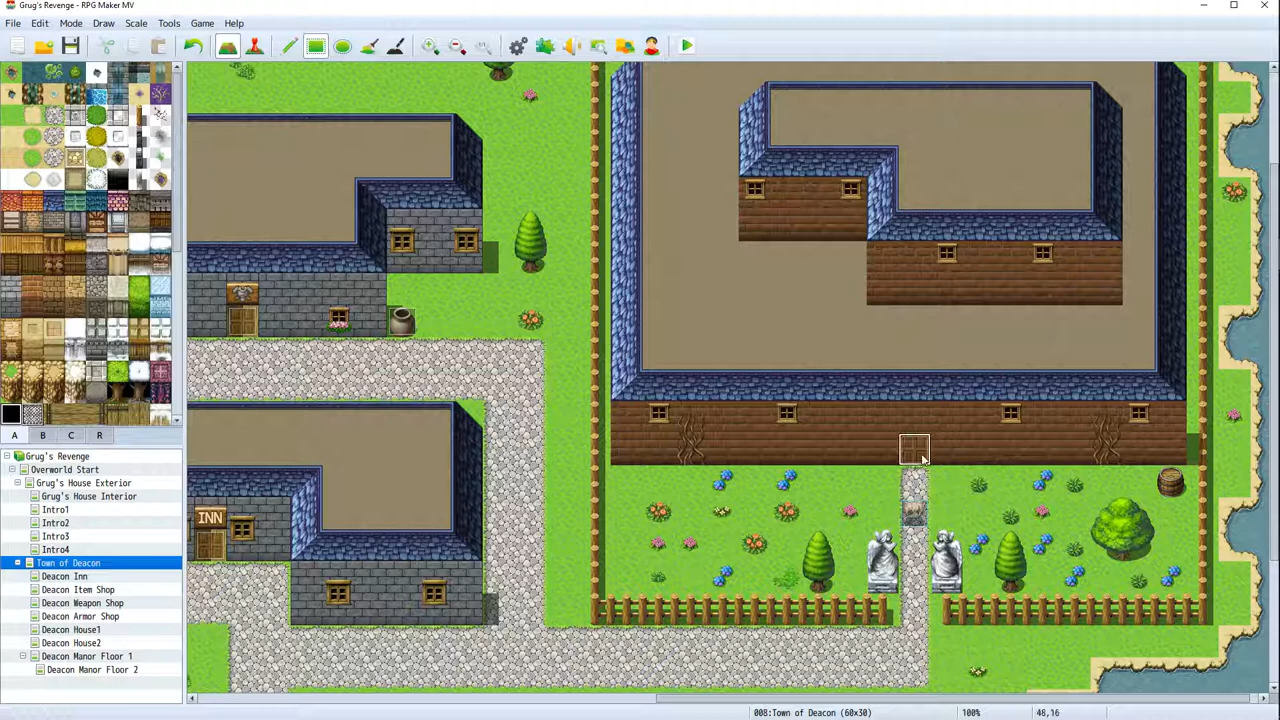 Grug's Revenge - RPG Maker MV
File Edit Mode Draw Scale Tools Game Help
INN
A B C R
Grug's Revenge
Overworld Start
Grug's House Exterior
Grug's House Interior
Intro1
Intro2
Intro3
Intro4
Town of Deacon
Deacon Inn
Deacon Item Shop
Deacon Weapon Shop
Deacon Armor Shop
Deacon House1
Deacon House2
Deacon Manor Floor 1
Deacon Manor Floor 2
008:Town of Deacon (60x30) 100% 48,16